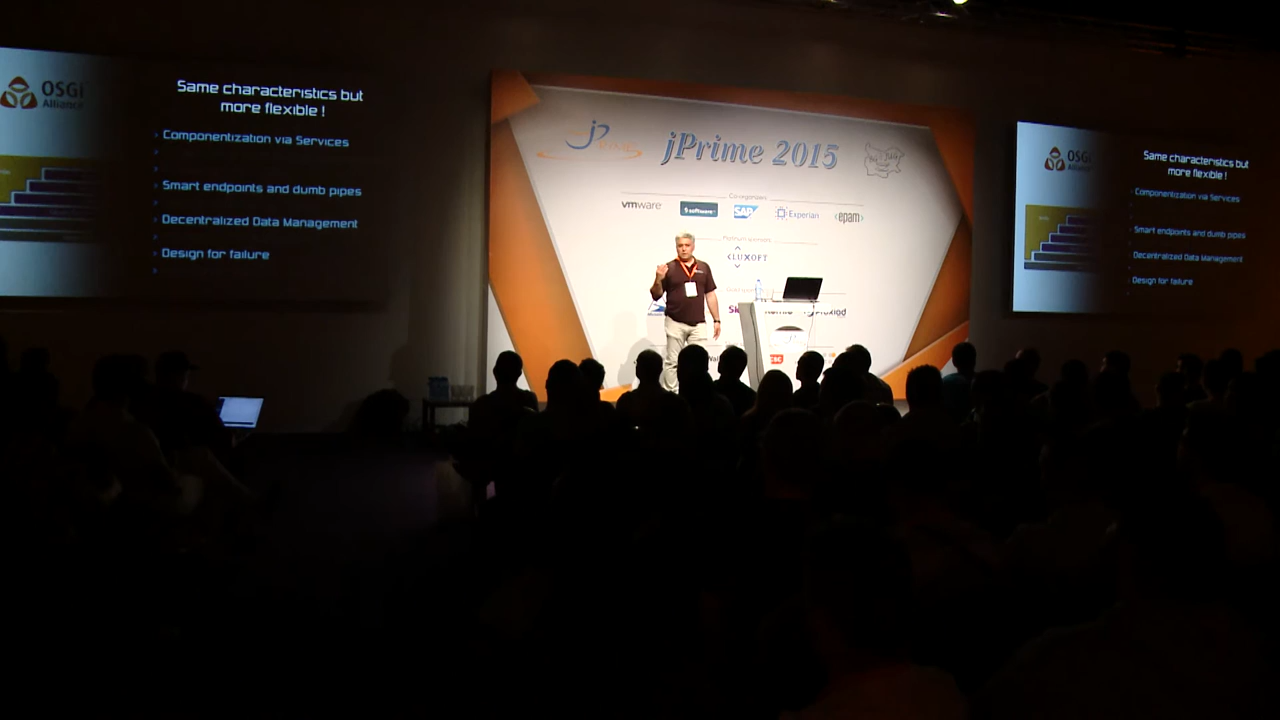 OSGi
Alliance
Same characteristics but
more flexible !
Componentization via Services
Smart endpoints and dumb pipes
Decentralized Data Management
Design for failure
jPrime 2015
vmware
software
SAP
Experian
epam
LUXOFT
CSC
OSGi
Same characteristics but
more flexible !
Componentization via Services
Smart endpoints and dumb pipes
Decentralized Data Management
Design for failure